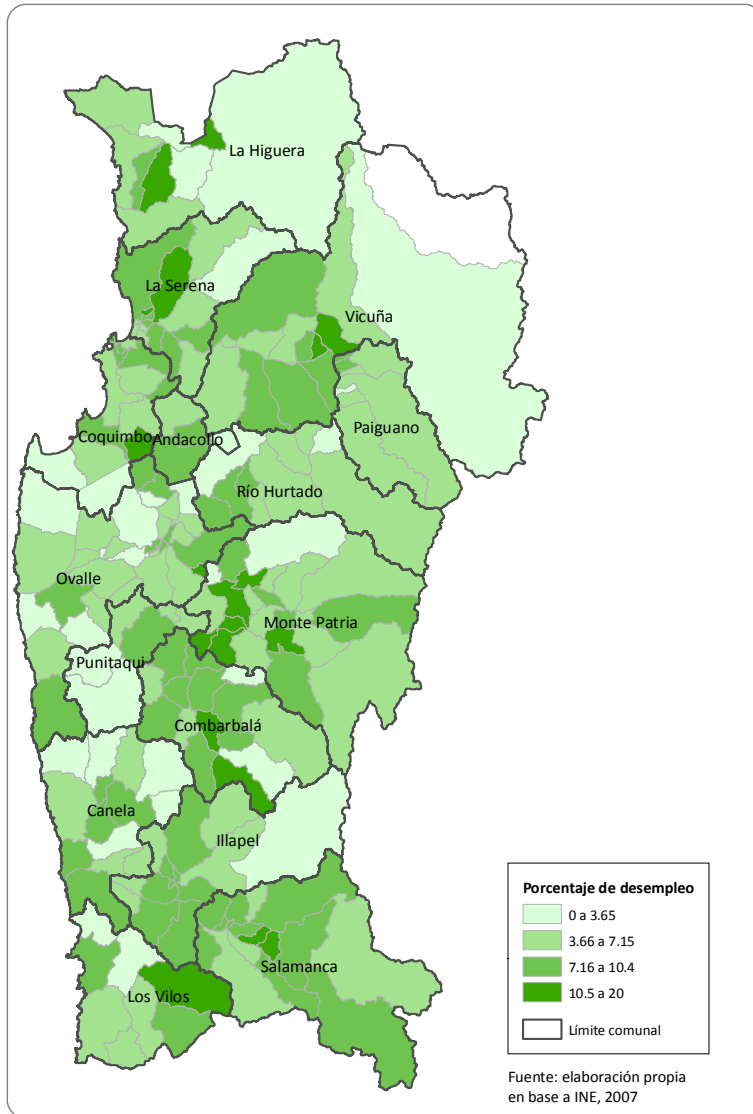 La Higuera
La Serena
Vicuña
Coquimbo
Andacollo
Paiguano
Río Hurtado
Ovalle
Monte Patria
Punitaqui
Combarbalá
Canela
Illapel
Salamanca
Los Vilos
Porcentaje de desempleo
0 a 3.65
3.66 a 7.15
7.16 a 10.4
10.5 a 20
Límite comunal
Fuente: elaboración propia
en base a INE, 2007